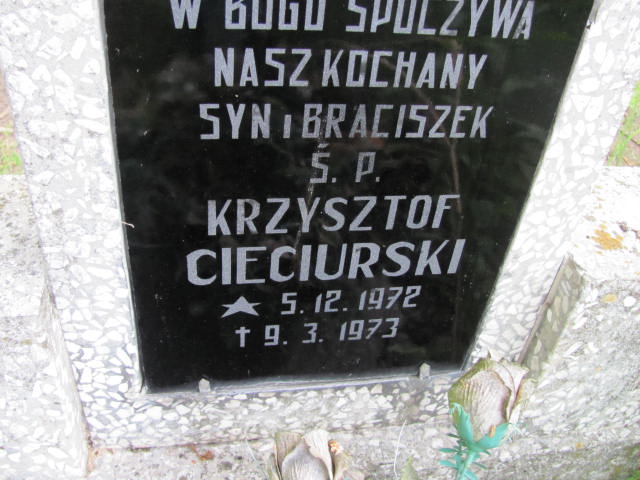 W BOGU SPOCZYWA
NASZ KOCHANY
SYN i BRACISZEK
Ś. P.
KRZYSZTOF
CIECIURSKI
★ 5.12.1972
✝ 9.3.1973